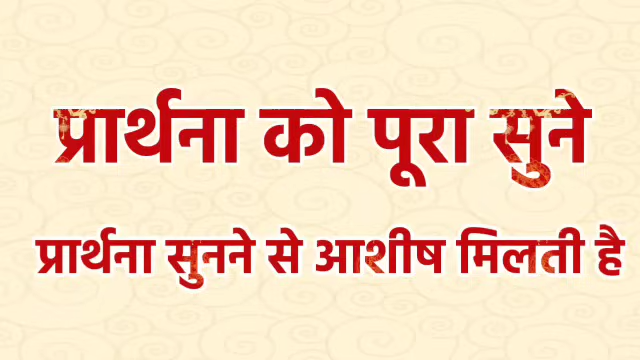 प्रार्थना को पूरा सुने
प्रार्थना सुनने से आशीष मिलती है